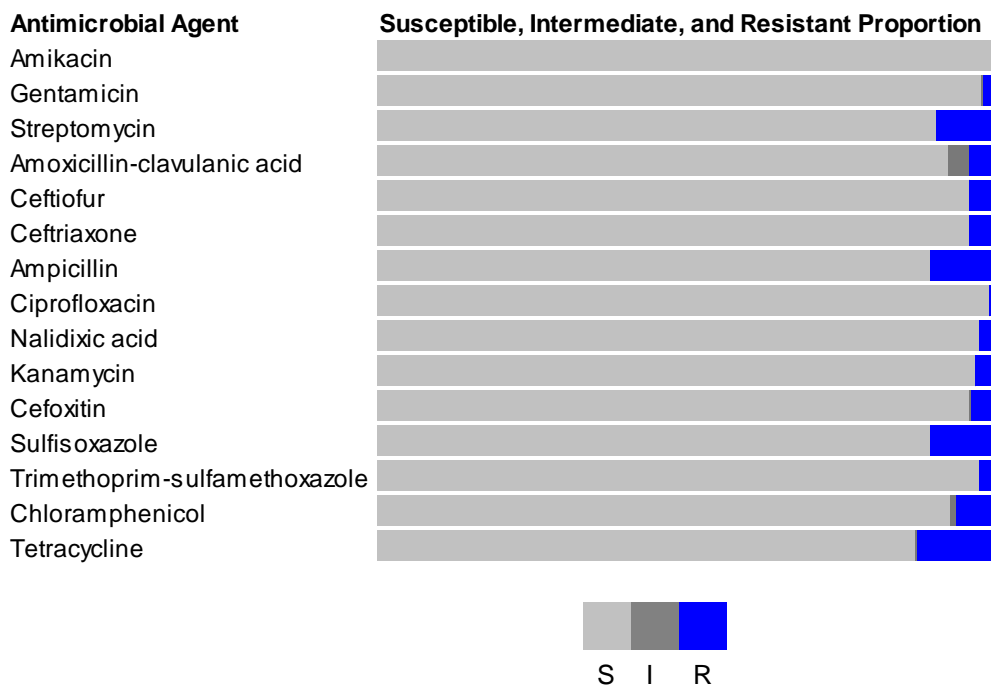 Antimicrobial Agent Susceptible, Intermediate, and Resistant Proportion
Amikacin
Gentamicin
Streptomycin
Amoxicillin-clavulanic acid
Ceftiofur
Ceftriaxone
Ampicillin
Ciprofloxacin
Nalidixic acid
Kanamycin
Cefoxitin
Sulfisoxazole
Trimethoprim-sulfamethoxazole
Chloramphenicol
Tetracycline
S I R